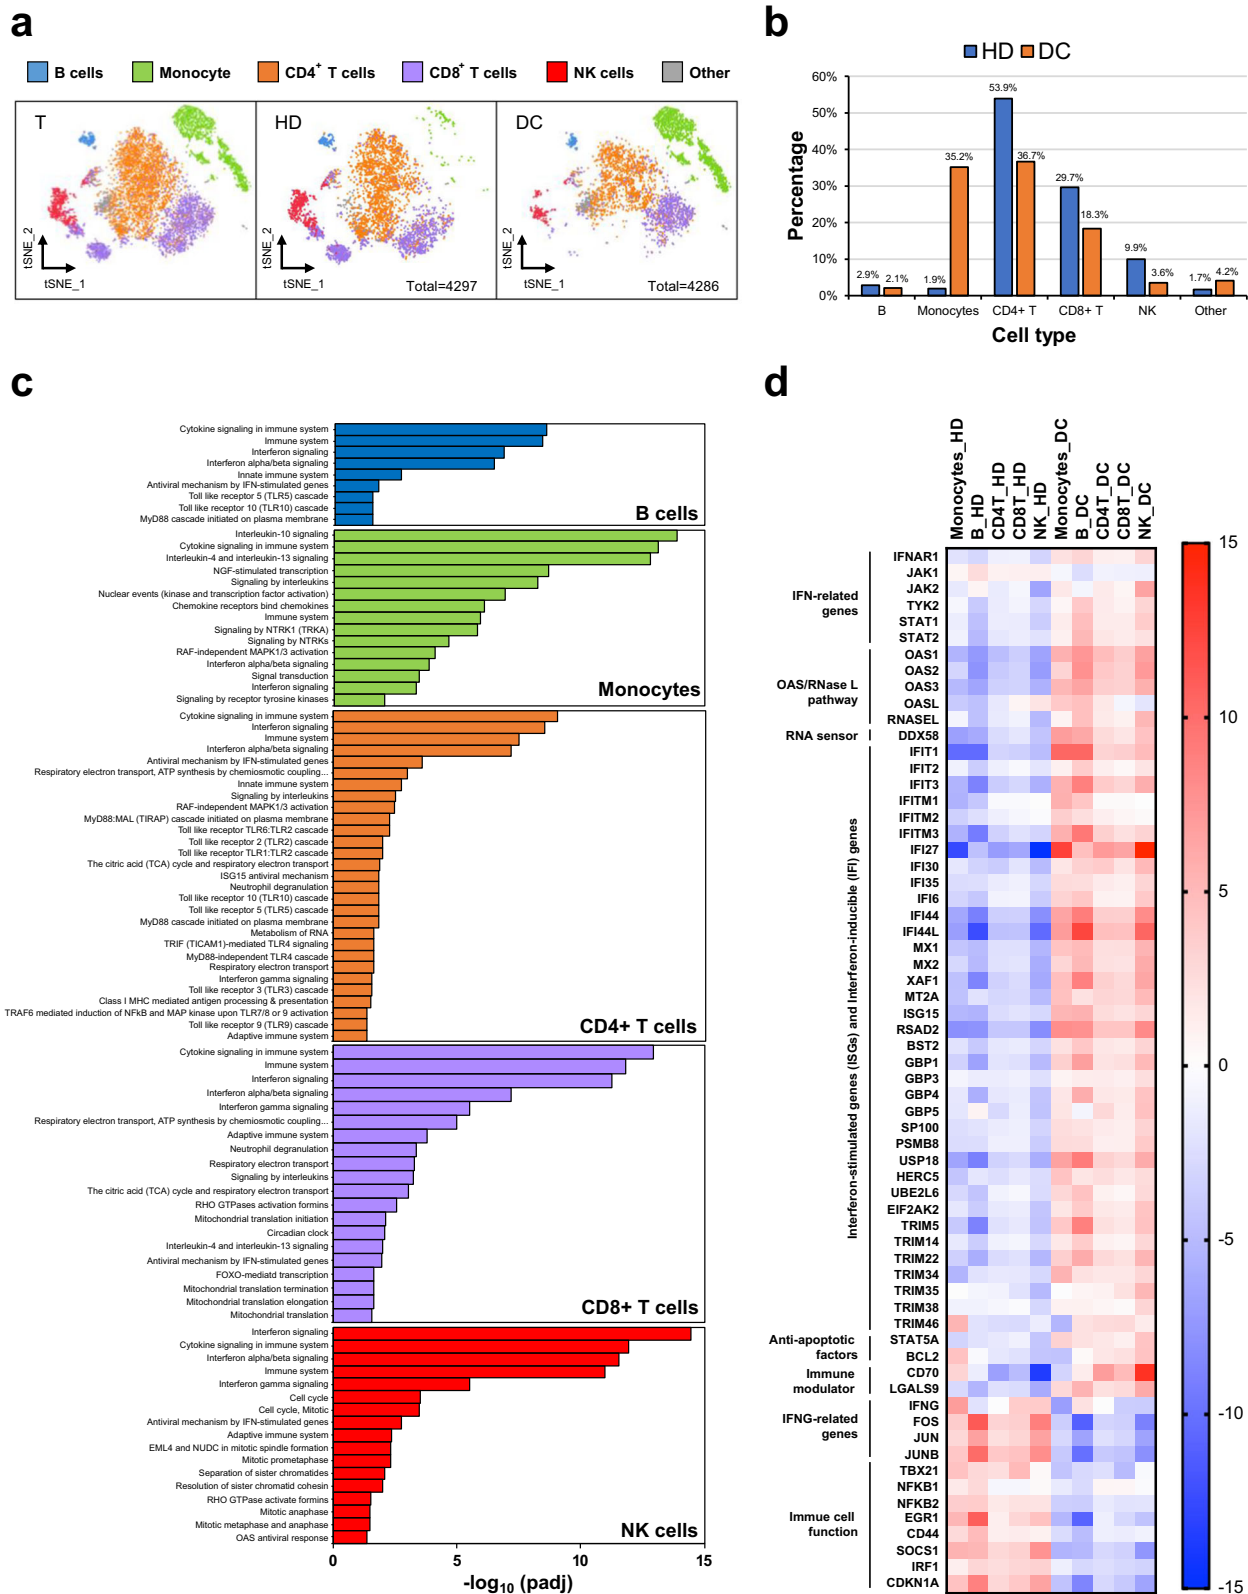 a
B cells
Monocyte
CD4+ T cells
CD8+ T cells
NK cells
Other
T
HD
DC
tSNE_2
tSNE_1
tSNE_2
tSNE_1
Total=4297
tSNE_2
tSNE_1
Total=4286
b
HD DC
Percentage
60%
50%
40%
30%
20%
10%
0%
2.9%
2.1%
1.9%
35.2%
53.9%
36.7%
29.7%
18.3%
9.9%
3.6%
1.7%
4.2%
B
Monocytes
CD4+ T
CD8+ T
NK
Other
Cell type
c
Cytokine signaling in immune system
Immune system
Interferon signaling
Interferon alpha/beta signaling
Innate immune system
Antiviral mechanism by IFN-stimulated genes
Toll like receptor 5 (TLR5) cascade
Toll like receptor 10 (TLR10) cascade
MyD88 cascade initiated on plasma membrane
B cells
Interleukin-10 signaling
Cytokine signaling in immune system
Interleukin-4 and interleukin-13 signaling
NGF-stimulated transcription
Signaling by interleukins
Nuclear events (kinase and transcription factor activation)
Chemokine receptors bind chemokines
Immune system
Signaling by NTRK1 (TRKA)
Signaling by NTRKs
RAF-independent MAPK1/3 activation
Interferon alpha/beta signaling
Signal transduction
Interferon signaling
Signaling by receptor tyrosine kinases
Monocytes
Cytokine signaling in immune system
Interferon signaling
Immune system
Interferon alpha/beta signaling
Antiviral mechanism by IFN-stimulated genes
Respiratory electron transport, ATP synthesis by chemiosmotic coupling...
Innate immune system
Signaling by interleukins
RAF-independent MAPK1/3 activation
MyD88:MAL (TIRAP) cascade initiated on plasma membrane
Toll like receptor TLR6:TLR2 cascade
Toll like receptor 2 (TLR2) cascade
Toll like receptor TLR1:TLR2 cascade
The citric acid (TCA) cycle and respiratory electron transport
ISG15 antiviral mechanism
Neutrophil degranulation
Toll like receptor 10 (TLR10) cascade
Toll like receptor 5 (TLR5) cascade
MyD88 cascade initiated on plasma membrane
Metabolism of RNA
TRIF (TICAM1)-mediated TLR4 signaling
MyD88-independent TLR4 cascade
Respiratory electron transport
Interferon gamma signaling
Toll like receptor 3 (TLR3) cascade
Class I MHC mediated antigen processing & presentation
TRAF6 mediated induction of NFkB and MAP kinase upon TLR7/8 or 9 activation
Toll like receptor 9 (TLR9) cascade
Adaptive immune system
CD4+ T cells
Cytokine signaling in immune system
Immune system
Interferon signaling
Interferon alpha/beta signaling
Interferon gamma signaling
Respiratory electron transport, ATP synthesis by chemiosmotic coupling...
Adaptive immune system
Neutrophil degranulation
Respiratory electron transport
Signaling by interleukins
The citric acid (TCA) cycle and respiratory electron transport
RHO GTPases activation formins
Mitochondrial translation initiation
Circadian clock
Interleukin-4 and interleukin-13 signaling
Antiviral mechanism by IFN-stimulated genes
FOXO-mediatd transcription
Mitochondrial translation termination
Mitochondrial translation elongation
Mitochondrial translation
CD8+ T cells
Interferon signaling
Cytokine signaling in immune system
Interferon alpha/beta signaling
Immune system
Interferon gamma signaling
Cell cycle
Cell cycle, Mitotic
Antiviral mechanism by IFN-stimulated genes
Adaptive immune system
EML4 and NUDC in mitotic spindle formation
Mitotic prometaphase
Separation of sister chromatides
Resolution of sister chromatid cohesin
RHO GTPase activate formins
Mitotic anaphase
Mitotic metaphase and anaphase
OAS antiviral response
NK cells
0
5
10
15
-log10 (padj)
d
Monocytes_HD
B_HD
CD4T_HD
CD8T_HD
NK_HD
Monocytes_DC
B_DC
CD4T_DC
CD8T_DC
NK_DC
IFN-related
genes
OAS/RNase L
pathway
RNA sensor
Interferon-stimulated genes (ISGs) and Interferon-inducible (IFI) genes
Anti-apoptotic
factors
Immune
modulator
IFNG-related
genes
Immue cell
function
IFNAR1
JAK1
JAK2
TYK2
STAT1
STAT2
OAS1
OAS2
OAS3
OASL
RNASEL
DDX58
IFIT1
IFIT2
IFIT3
IFITM1
IFITM2
IFITM3
IFI27
IFI30
IFI35
IFI6
IFI44
IFI44L
MX1
MX2
XAF1
MT2A
ISG15
RSAD2
BST2
GBP1
GBP3
GBP4
GBP5
SP100
PSMB8
USP18
HERC5
UBE2L6
EIF2AK2
TRIM5
TRIM14
TRIM22
TRIM34
TRIM35
TRIM38
TRIM46
STAT5A
BCL2
CD70
LGALS9
IFNG
FOS
JUN
JUNB
TBX21
NFKB1
NFKB2
EGR1
CD44
SOCS1
IRF1
CDKN1A
15
10
5
0
-5
-10
-15